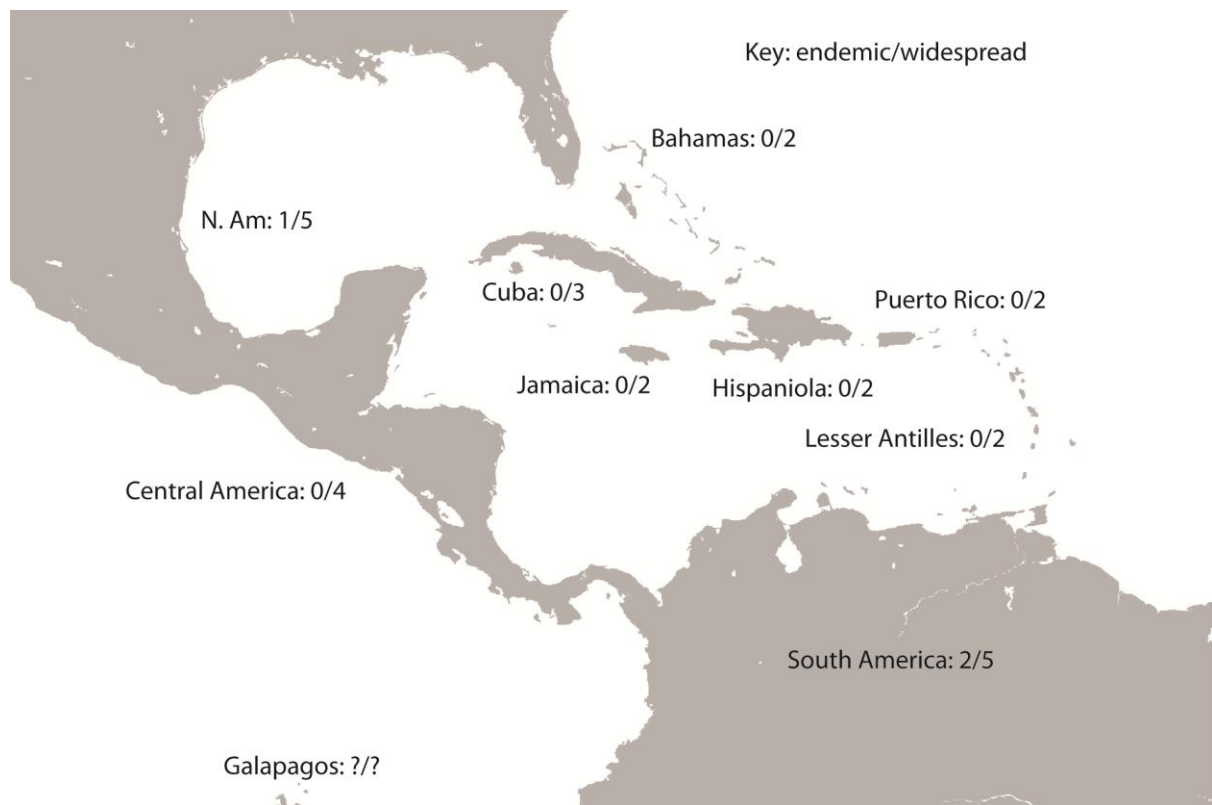 Key: endemic/widespread
Bahamas: 0/2
N. Am: 1/5
Cuba: 0/3
Puerto Rico: 0/2
Jamaica: 0/2
Hispaniola: 0/2
Lesser Antilles: 0/2
Central America: 0/4
South America: 2/5
Galapagos: ?/?